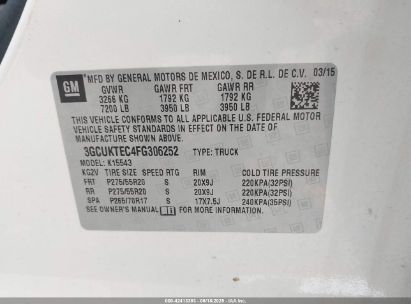 GM
MFD BY GENERAL MOTORS DE MEXICO, S. DE R.L. DE C.V. 03/15
GVWR GAWR FRT GAWR RR
3266 KG 1792 KG 1792 KG
7200 LB 3950 LB 3950 LB
THIS VEHICLE CONFORMS TO ALL APPLICABLE U.S. FEDERAL MOTOR
VEHICLE SAFETY STANDARDS IN EFFECT ON THE DATE OF
MANUFACTURE SHOWN ABOVE.
3GCUKTEC4FG306252 TYPE: TRUCK
MODEL: K15543
KG2V TIRE SIZE SPEED RTG RIM COLD TIRE PRESSURE
FRT P275/55R20 S 20X9J 220KPA(32PSI)
RR P275/55R20 S 20X9J 220KPA(32PSI)
SPA P265/70R17 S 17X7.5J 240KPA(35PSI)
SEE OWNER'S MANUAL FOR MORE INFORMATION.